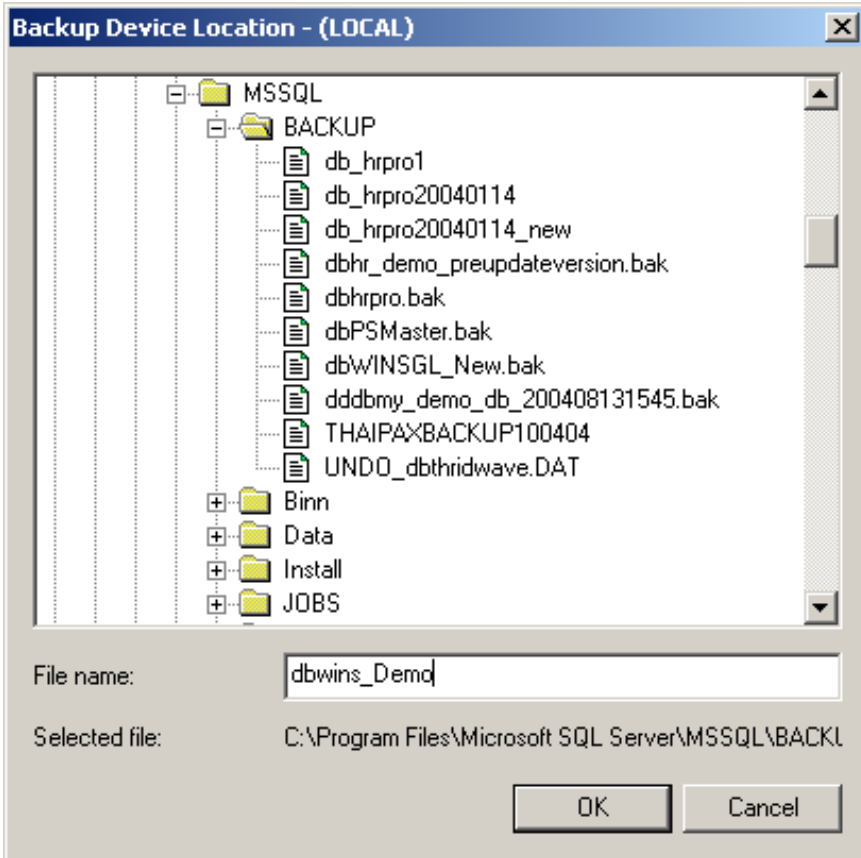 Backup Device Location - (LOCAL)
MSSQL
BACKUP
db_hrpro1
db_hrpro20040114
db_hrpro20040114_new
dbhr_demo_preupdateversion.bak
dbhrpro.bak
dbPSMaster.bak
dbWINSGL_New.bak
dddbmy_demo_db_200408131545.bak
THAIPAXBACKUP100404
UNDO_dbthridwave.DAT
Binn
Data
Install
JOBS
File name: dbwins_Demo
Selected file: C:\Program Files\Microsoft SQL Server\MSSQL\BACKU
OK Cancel